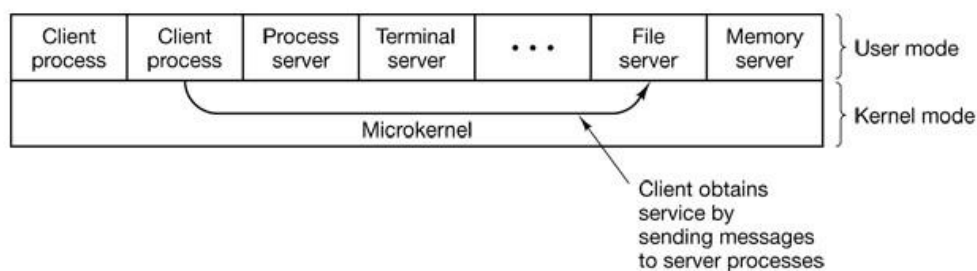 Client
process
Client
process
Process
server
Terminal
server
• • •
File
server
Memory
server
User mode
Microkernel
Kernel mode
Client obtains
service by
sending messages
to server processes